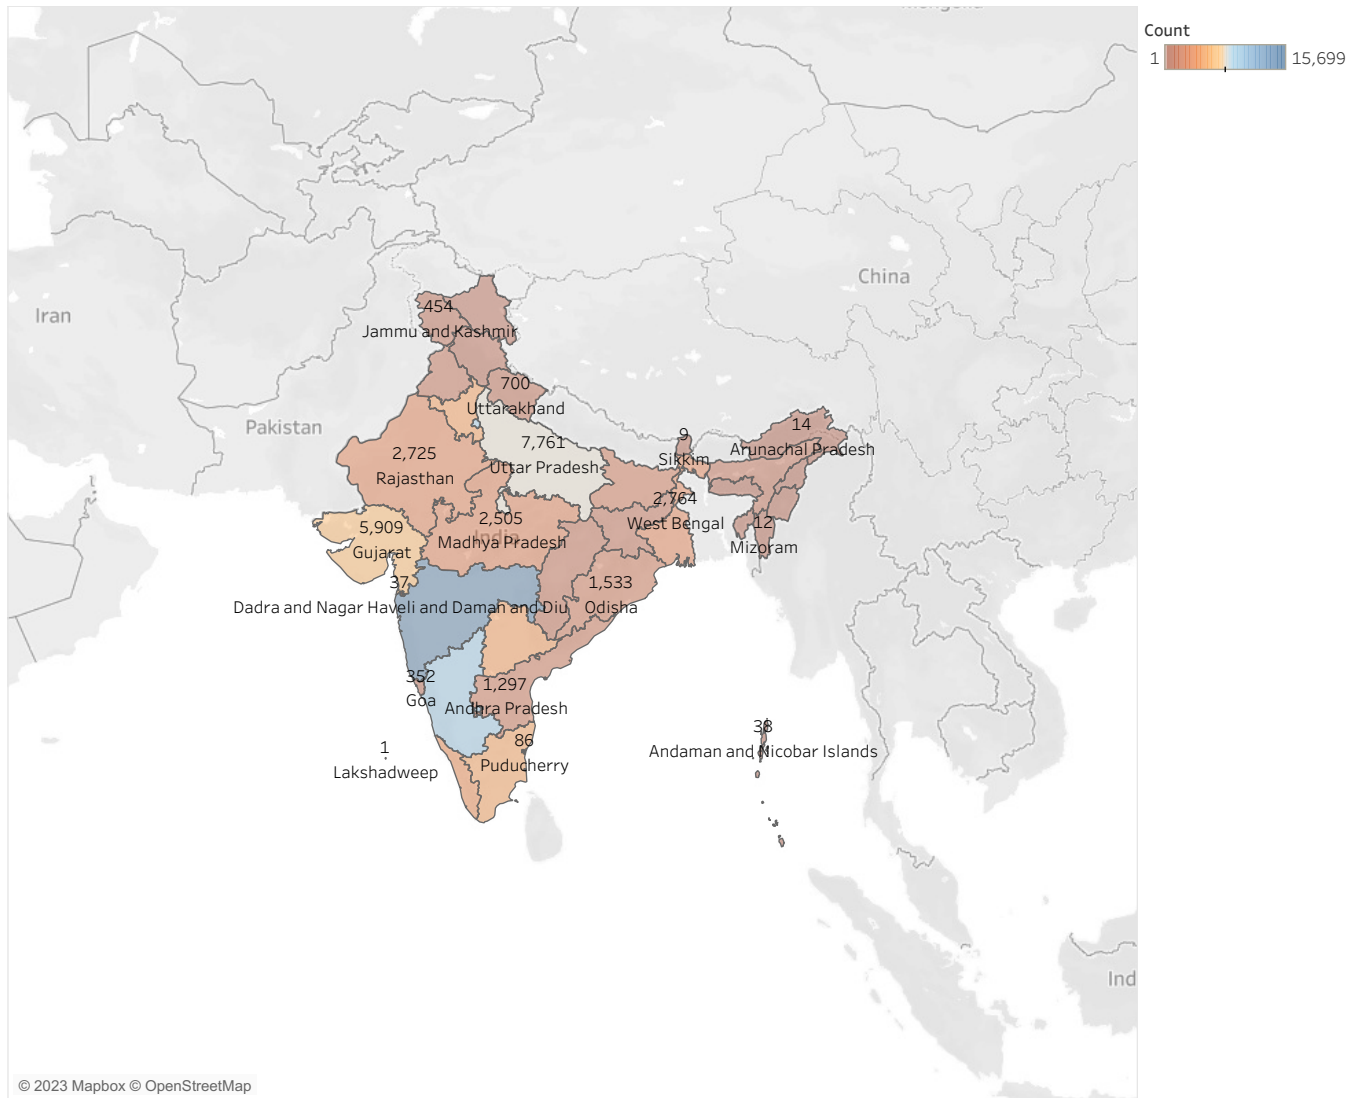 Count
1
15,699
China
Iran
454
Jammu and Kashmir
700
Uttarakhand
Pakistan
14
Arunachal Pradesh
9
Sikkim
7,761
Uttar Pradesh
2,725
Rajasthan
2,764
West Bengal
2,505
India
Madhya Pradesh
5,909
Gujarat
12
Mizoram
37
Dadra and Nagar Haveli and Daman and Diu
1,533
Odisha
352
Goa
1,297
Andhra Pradesh
38
Andaman and Nicobar Islands
86
Puducherry
1
Lakshadweep
Ind
© 2023 Mapbox © OpenStreetMap